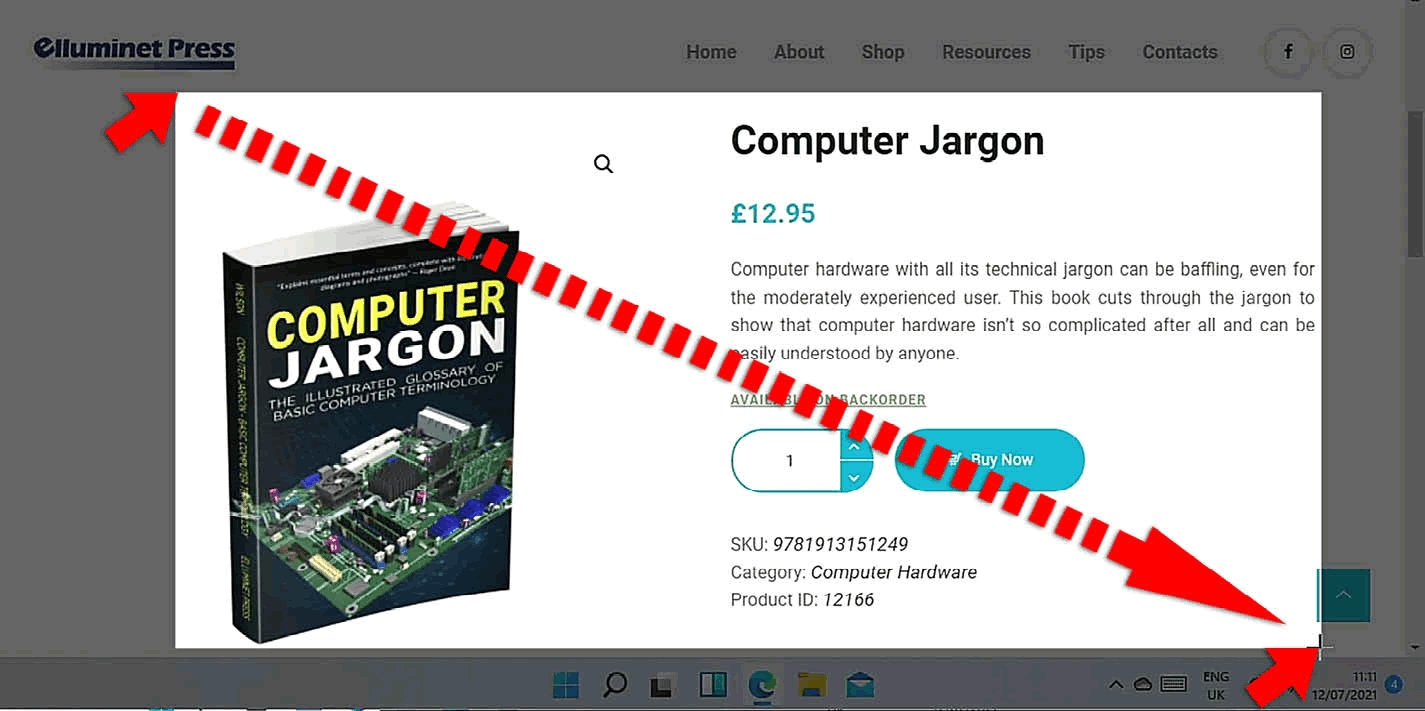 elluminet Press
Home About Shop Resources Tips Contacts
Computer Jargon
£12.95
Computer hardware with all its technical jargon can be baffling, even for
the moderately experienced user. This book cuts through the jargon to
show that computer hardware isn't so complicated after all and can be
easily understood by anyone.
AVAILABLE ON BACKORDER
1
Buy Now
SKU: 9781913151249
Category: Computer Hardware
Product ID: 12166
"Explains essential terms and concepts, complete with
diagrams and photographs" — Roger Dean
COMPUTER
JARGON
THE ILLUSTRATED GLOSSARY OF
BASIC COMPUTER TERMINOLOGY
WILSON
COMPUTER JARGON - BASIC COMPUTER TERMINOLOGY
ELLUMINET PRESS
ENG
UK
11:11
12/07/2021
4